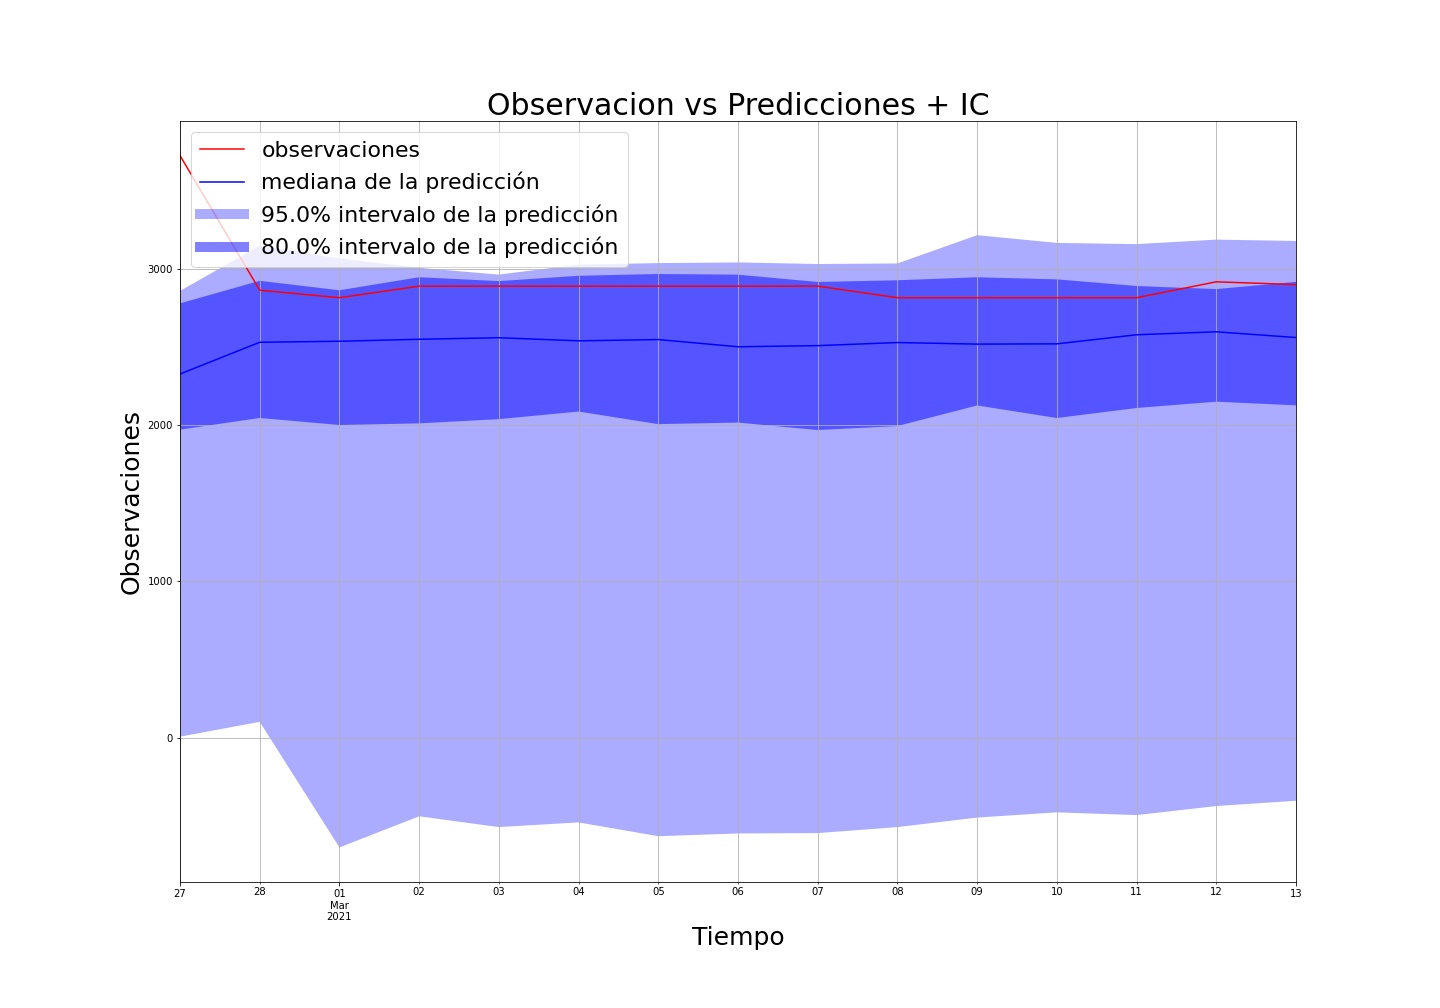 Observacion vs Predicciones + IC
observaciones
mediana de la predicción
95.0% intervalo de la predicción
80.0% intervalo de la predicción
3000
2000
1000
0
Observaciones
27 28 01 02 03 04 05 06 07 08 09 10 11 12 13
Mar
2021
Tiempo